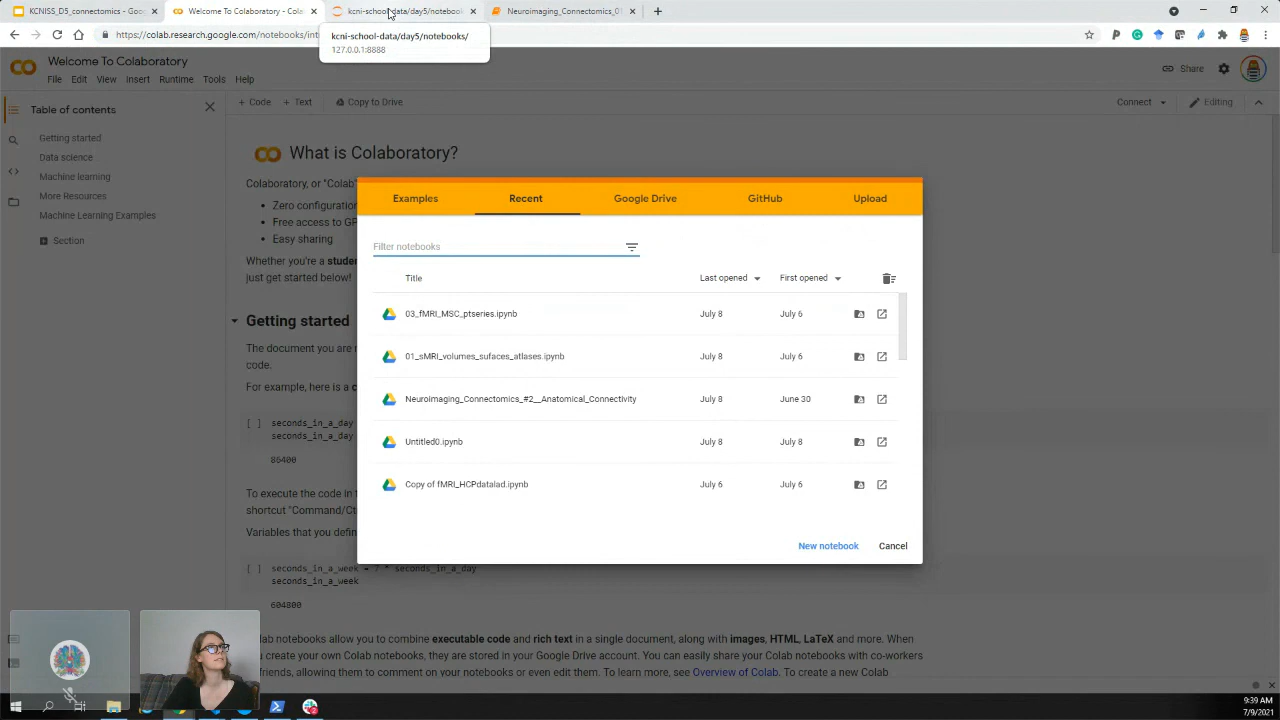 KCNISS_D5_connectomics - Goog
Welcome To Colaboratory - Colab
kcni-school-data/day5/notebook
Neuroimaging_Connectomics_01
https://colab.research.google.com/notebooks/int
kcni-school-data/day5/notebooks/
127.0.0.1:8888
Welcome To Colaboratory
File Edit View Insert Runtime Tools Help
Share
Table of contents
+ Code + Text Copy to Drive
Connect
Editing
Getting started
Data science
Machine learning
More Resources
Machine Learning Examples
Section
What is Colaboratory?
Colaboratory, or "Colab"
Zero configuration
Free access to GP
Easy sharing
Whether you're a studen
just get started below!
Getting started
The document you are r
code.
For example, here is a c
[ ] seconds_in_a_day
seconds_in_a_day
86400
To execute the code in t
shortcut "Command/Ct
Variables that you defin
[ ] seconds_in_a_week = 7 * seconds_in_a_day
seconds_in_a_week
604800
Colab notebooks allow you to combine executable code and rich text in a single document, along with images, HTML, LaTeX and more. When
you create your own Colab notebooks, they are stored in your Google Drive account. You can easily share your Colab notebooks with co-workers
friends, allowing them to comment on your notebooks or even edit them. To learn more, see Overview of Colab. To create a new Colab
Examples Recent Google Drive GitHub Upload
Filter notebooks
Title Last opened First opened
03_fMRI_MSC_ptseries.ipynb July 8 July 6
01_sMRI_volumes_sufaces_atlases.ipynb July 8 July 6
Neuroimaging_Connectomics_#2__Anatomical_Connectivity July 8 June 30
Untitled0.ipynb July 8 July 8
Copy of fMRI_HCPdatalad.ipynb July 6 July 6
New notebook Cancel
9:39 AM
7/9/2021